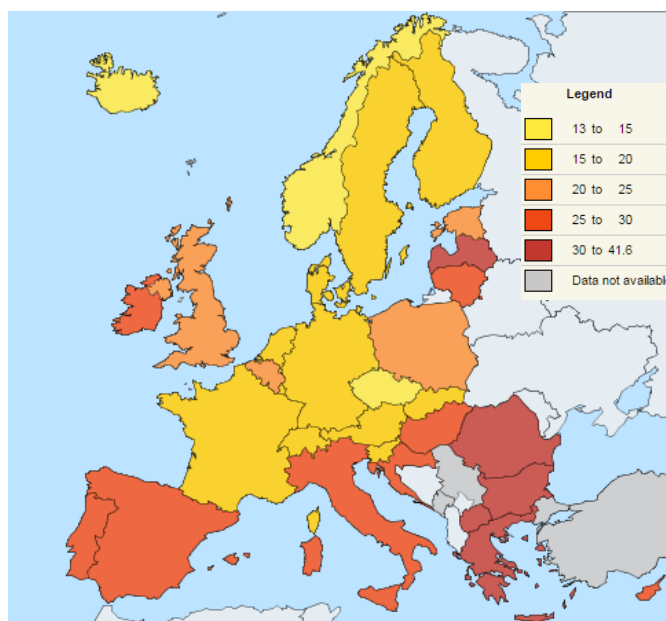 Legend
13 to 15
15 to 20
20 to 25
25 to 30
30 to 41.6
Data not available